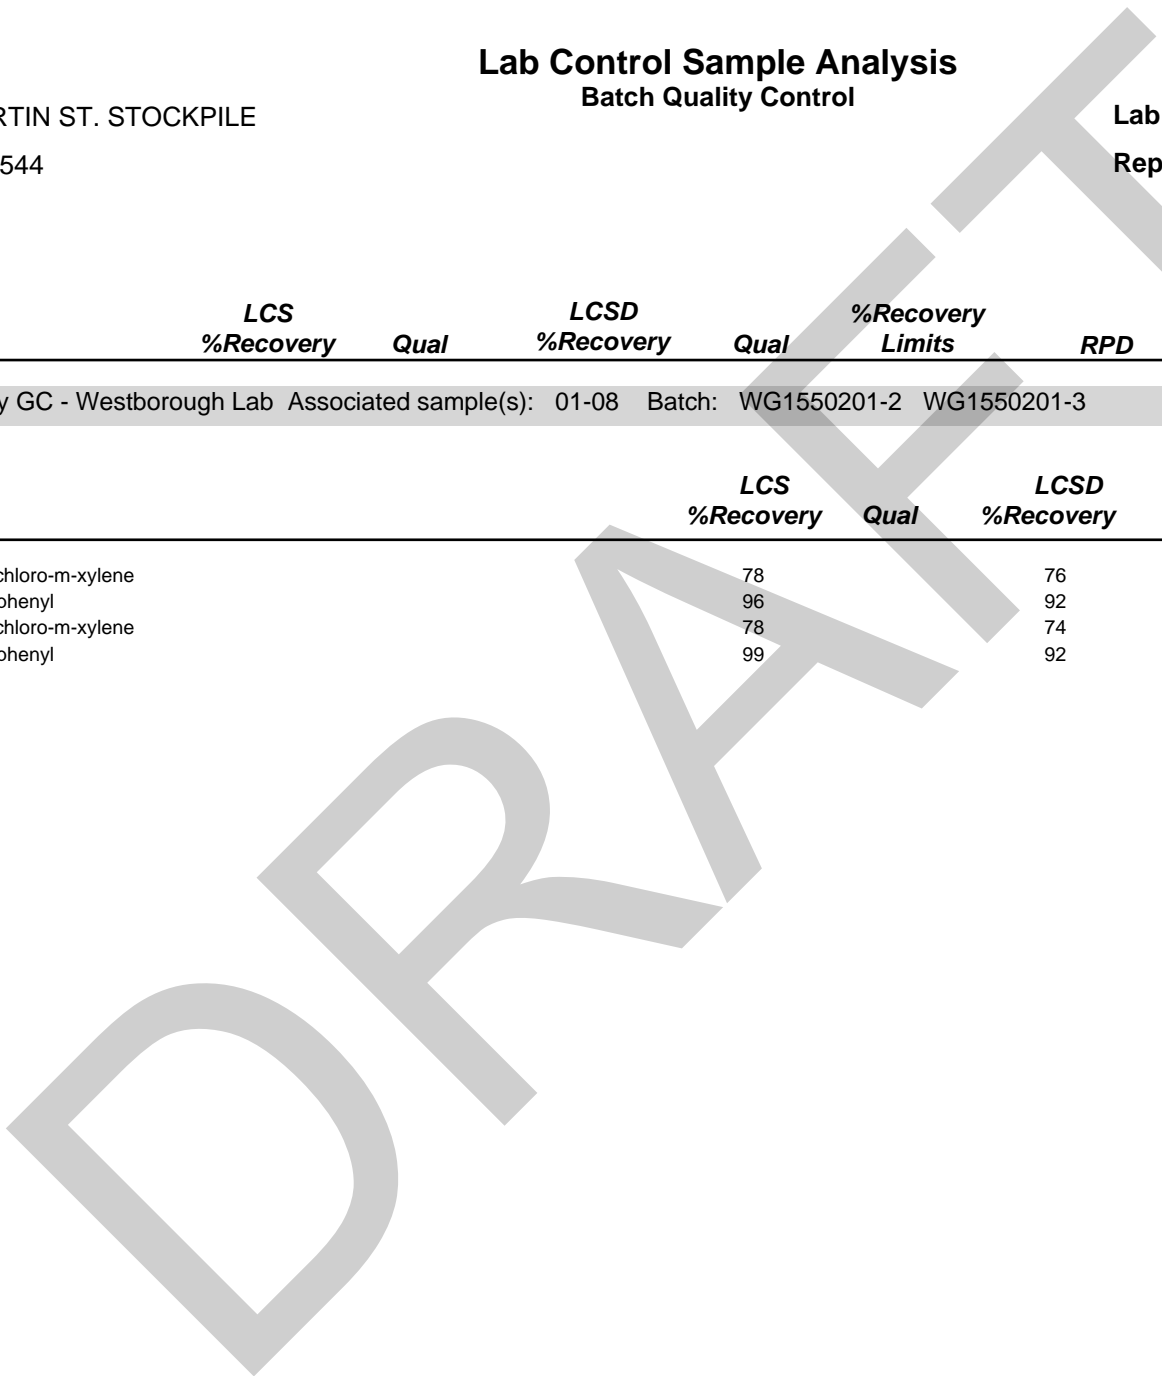 Lab Control Sample Analysis
Batch Quality Control
RTIN ST. STOCKPILE
Lab
544
Rep
LCS %Recovery Qual LCSD %Recovery Qual %Recovery Limits RPD
y GC - Westborough Lab Associated sample(s): 01-08 Batch: WG1550201-2 WG1550201-3
LCS %Recovery Qual LCSD %Recovery
chloro-m-xylene 78 76
ophenyl 96 92
chloro-m-xylene 78 74
ophenyl 99 92
DRAFT